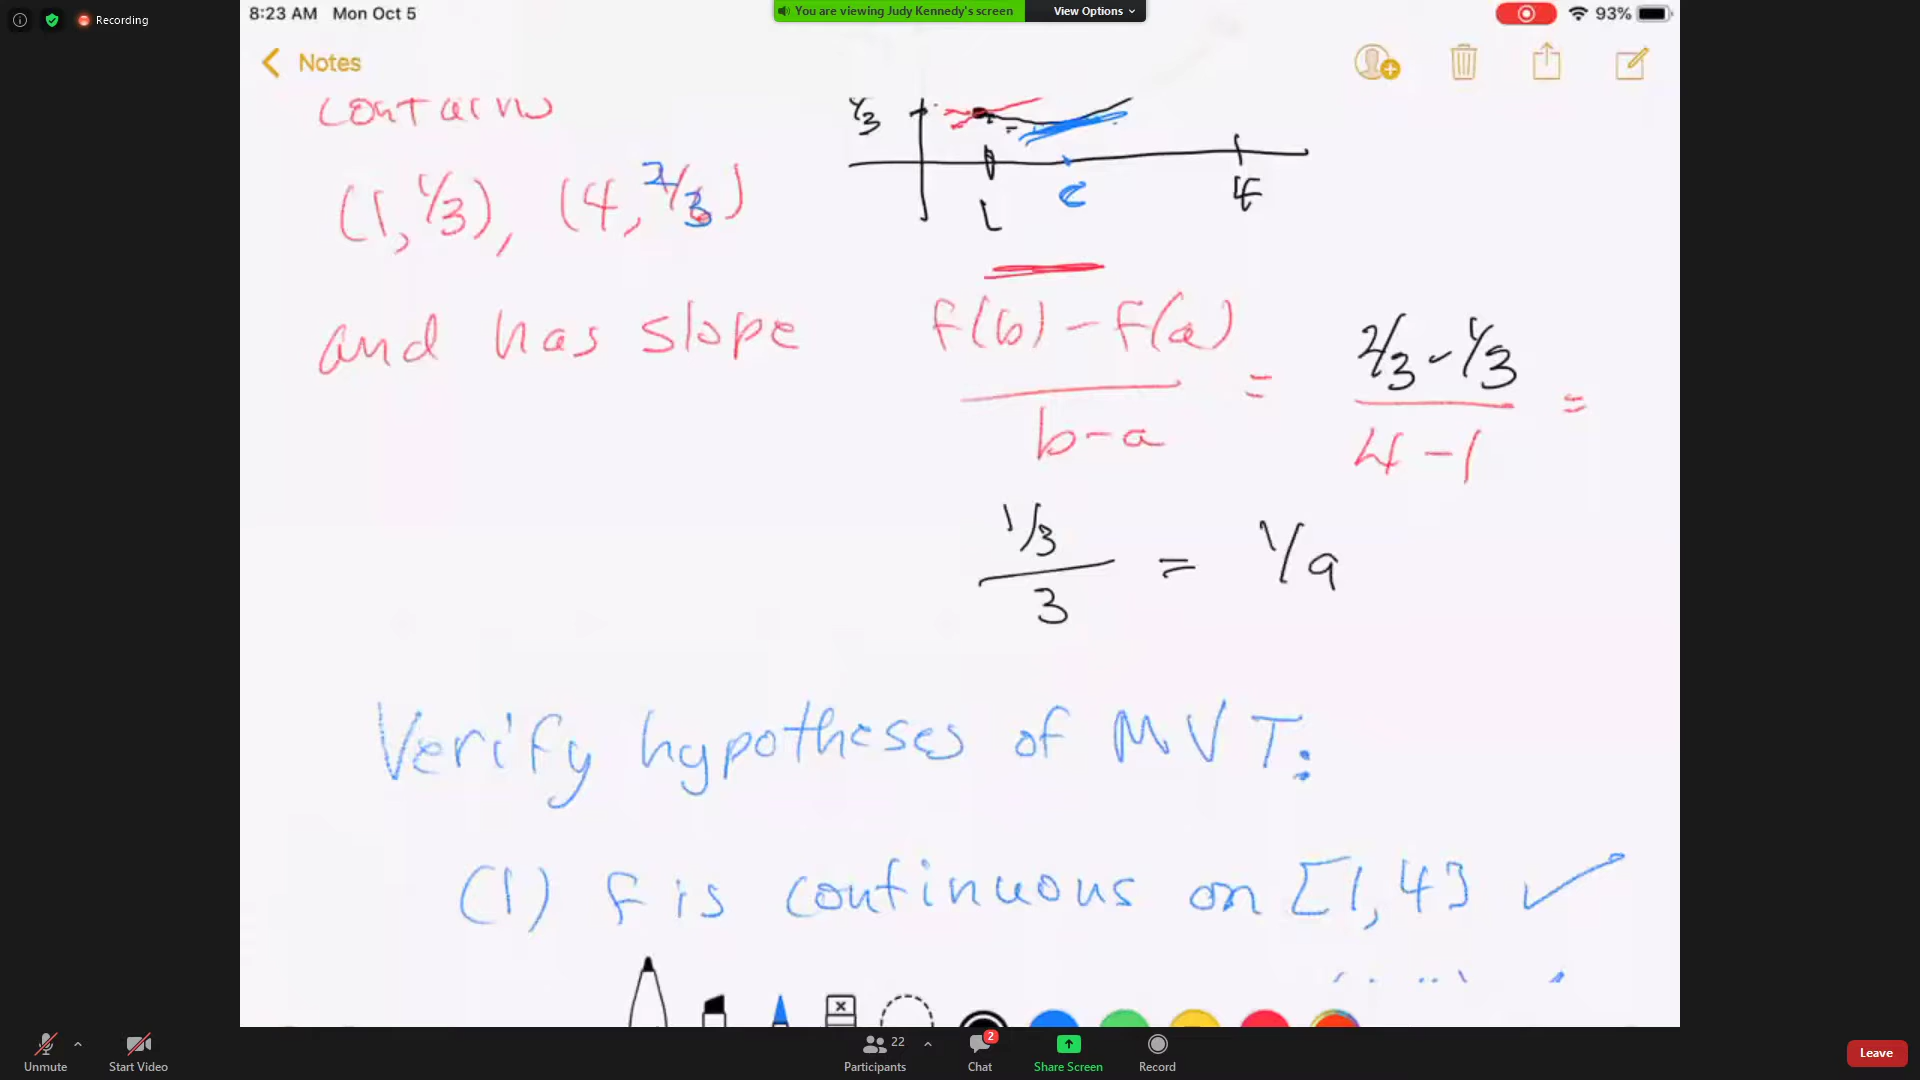 8:23 AM Mon Oct 5
Recording
You are viewing Judy Kennedy's screen
View Options
93%
Notes
contains
1/3
(1, 1/3), (4, 2/3)
1
c
4
and has slope
f(b) - f(a)
b - a
=
2/3 - 1/3
4 - 1
=
1/3
3
= 1/9
Verify hypotheses of MVT:
(1) f is continuous on [1,4] ✓
Unmute
Start Video
22
Participants
2
Chat
Share Screen
Record
Leave